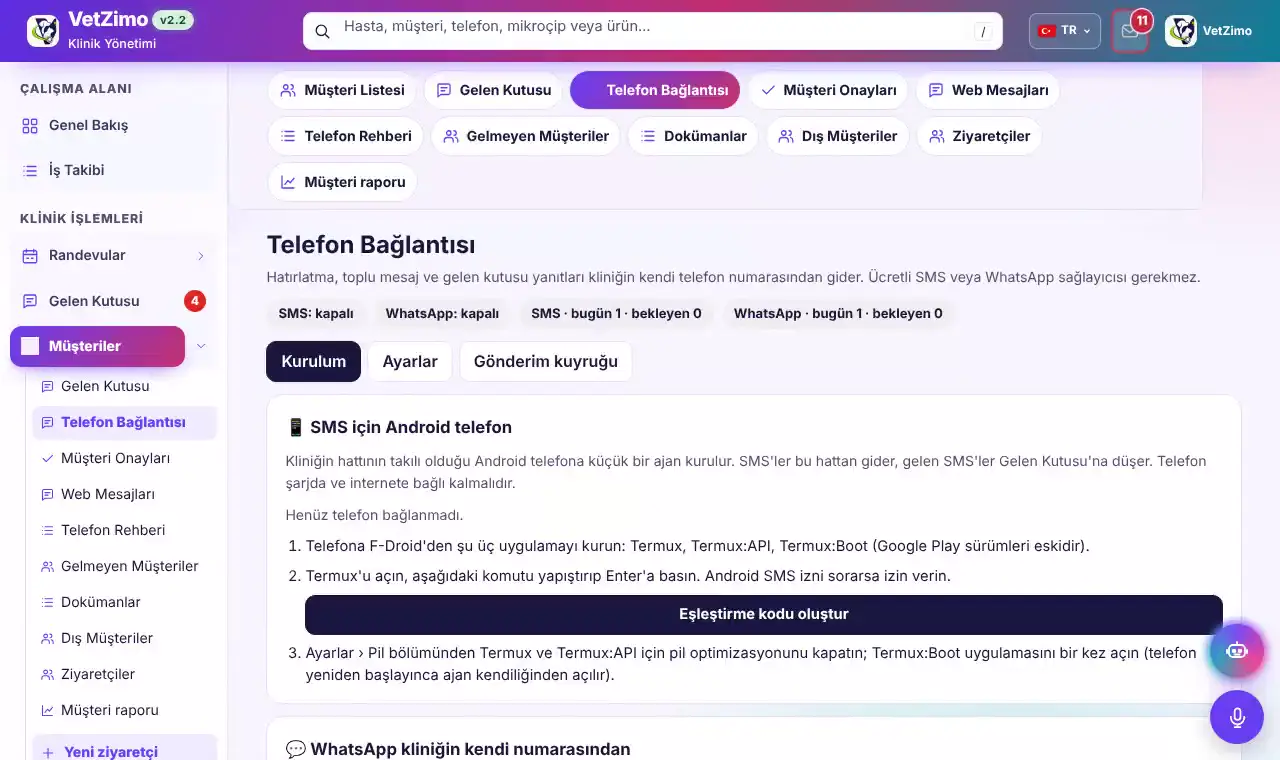 VetZimo v2.2
Klinik Yönetimi
Hasta, müşteri, telefon, mikroçip veya ürün...
/
TR
11
VetZimo
ÇALIŞMA ALANI
Genel Bakış
İş Takibi
KLİNİK İŞLEMLERİ
Randevular
Gelen Kutusu
4
Müşteriler
Gelen Kutusu
Telefon Bağlantısı
Müşteri Onayları
Web Mesajları
Telefon Rehberi
Gelmeyen Müşteriler
Dokümanlar
Dış Müşteriler
Ziyaretçiler
Müşteri raporu
Yeni ziyaretçi
Müşteri Listesi
Gelen Kutusu
Telefon Bağlantısı
Müşteri Onayları
Web Mesajları
Telefon Rehberi
Gelmeyen Müşteriler
Dokümanlar
Dış Müşteriler
Ziyaretçiler
Müşteri raporu
Telefon Bağlantısı
Hatırlatma, toplu mesaj ve gelen kutusu yanıtları kliniğin kendi telefon numarasından gider. Ücretli SMS veya WhatsApp sağlayıcısı gerekmez.
SMS: kapalı
WhatsApp: kapalı
SMS · bugün 1 · bekleyen 0
WhatsApp · bugün 1 · bekleyen 0
Kurulum
Ayarlar
Gönderim kuyruğu
SMS için Android telefon
Kliniğin hattının takılı olduğu Android telefona küçük bir ajan kurulur. SMS'ler bu hattan gider, gelen SMS'ler Gelen Kutusu'na düşer. Telefon
şarjda ve internete bağlı kalmalıdır.
Henüz telefon bağlanmadı.
1. Telefona F-Droid'den şu üç uygulamayı kurun: Termux, Termux:API, Termux:Boot (Google Play sürümleri eskidir).
2. Termux'u açın, aşağıdaki komutu yapıştırıp Enter'a basın. Android SMS izni sorarsa izin verin.
Eşleştirme kodu oluştur
3. Ayarlar › Pil bölümünden Termux ve Termux:API için pil optimizasyonunu kapatın; Termux:Boot uygulamasını bir kez açın (telefon
yeniden başlayınca ajan kendiliğinden açılır).
WhatsApp kliniğin kendi numarasından